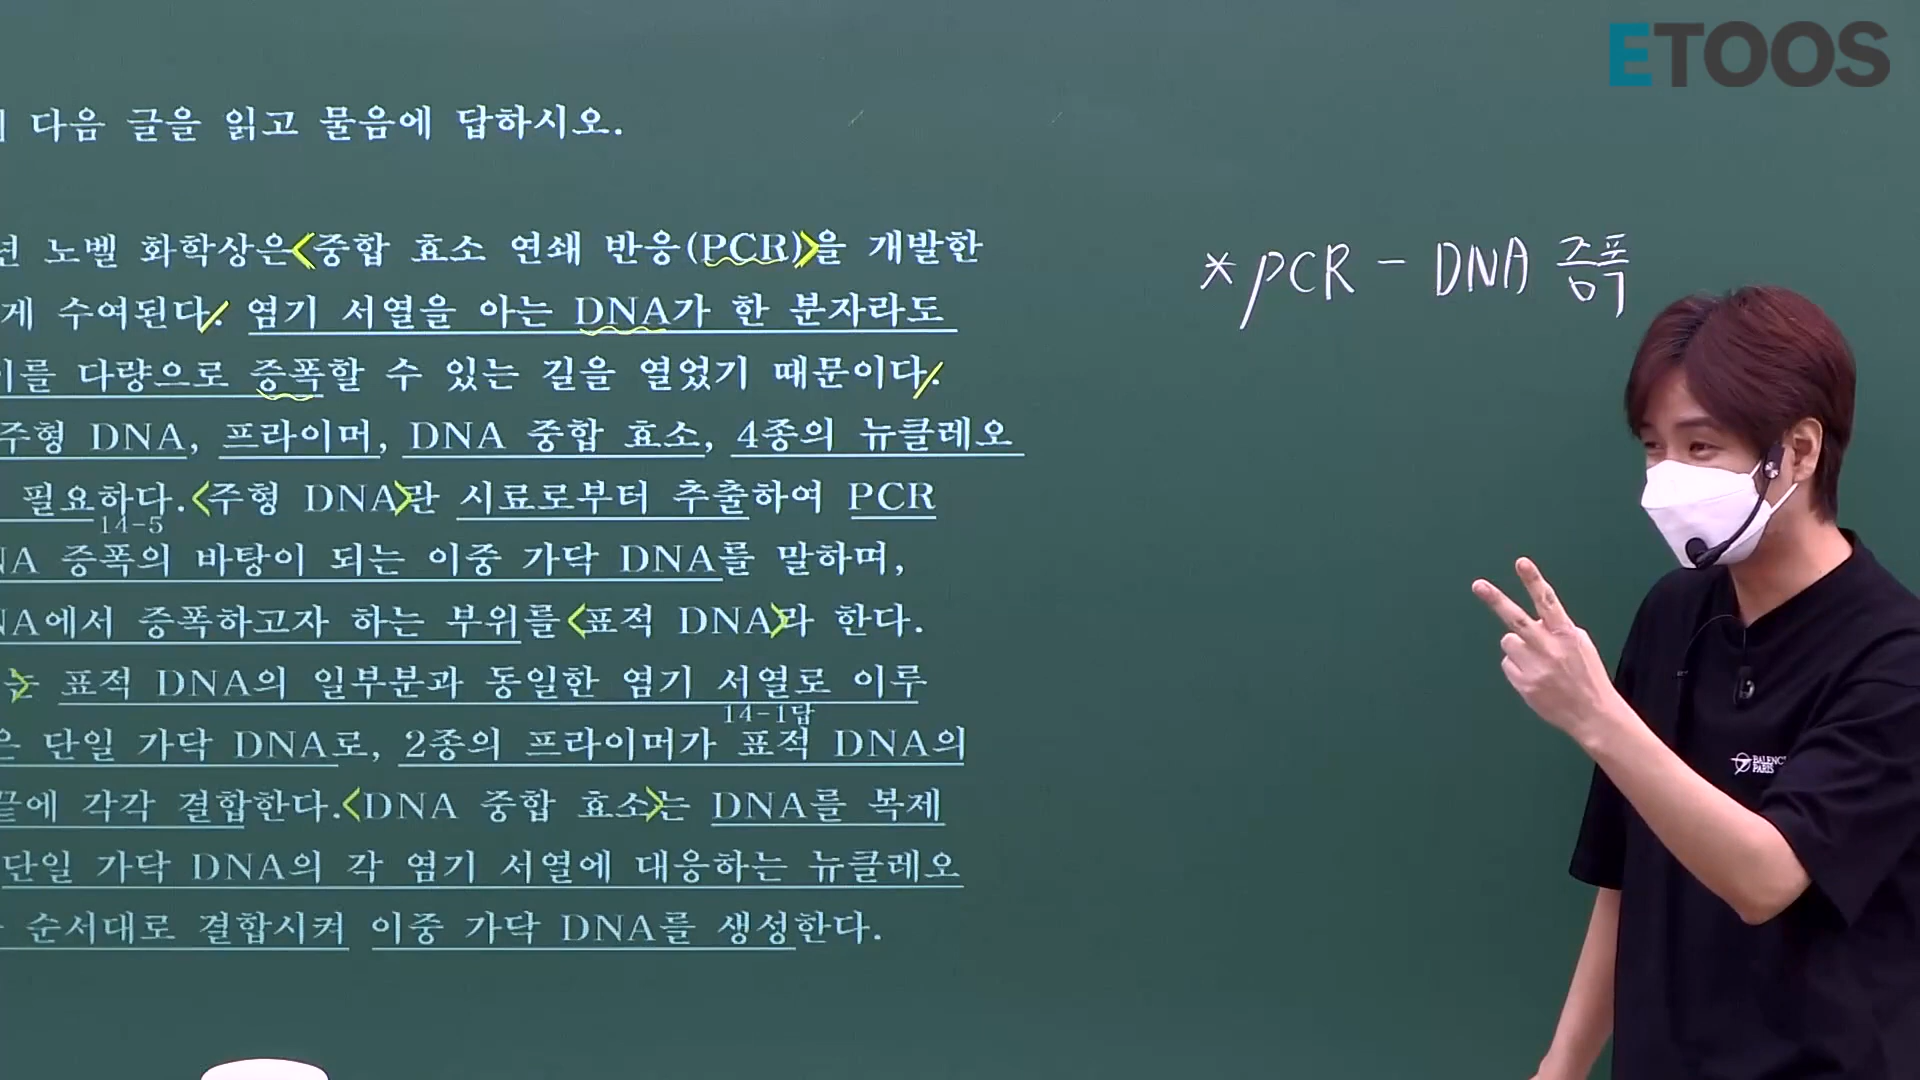 ETOOS
다음 글을 읽고 물음에 답하시오.
노벨 화학상은<중합 효소 연쇄 반응(PCR)>을 개발한
게 수여된다. 염기 서열을 아는 DNA가 한 분자라도
이를 다량으로 증폭할 수 있는 길을 열었기 때문이다.
주형 DNA, 프라이머, DNA 중합 효소, 4종의 뉴클레오
필요하다.<주형 DNA>란 시료로부터 추출하여 PCR
14-5
NA 증폭의 바탕이 되는 이중 가닥 DNA를 말하며,
NA에서 증폭하고자 하는 부위를<표적 DNA>라 한다.
> 표적 DNA의 일부분과 동일한 염기 서열로 이루
14-1답
은 단일 가닥 DNA로, 2종의 프라이머가 표적 DNA의
끝에 각각 결합한다.<DNA 중합 효소>는 DNA를 복제
단일 가닥 DNA의 각 염기 서열에 대응하는 뉴클레오
순서대로 결합시켜 이중 가닥 DNA를 생성한다.
*PCR - DNA 증폭
BALENC
PARIS